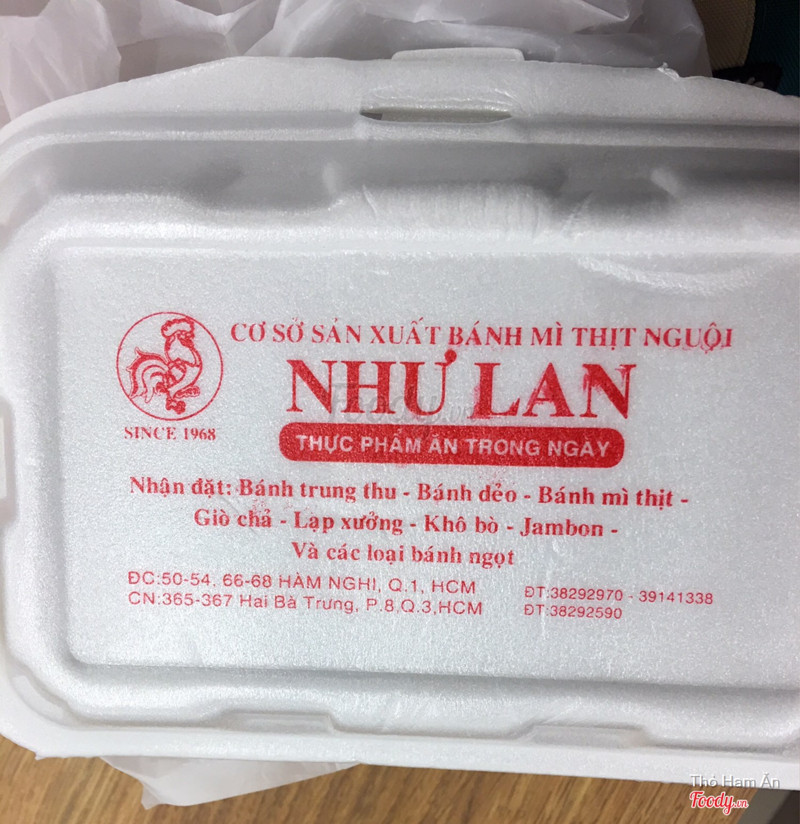 CƠ SỞ SẢN XUẤT BÁNH MÌ THỊT NGUỘI
NHƯ LAN
SINCE 1968
THỰC PHẨM ĂN TRONG NGÀY
Nhận đặt: Bánh trung thu - Bánh dẻo - Bánh mì thịt -
Giò chả - Lạp xưởng - Khô bò - Jambon -
Và các loại bánh ngọt
ĐC:50-54, 66-68 HÀM NGHI, Q.1, HCM ĐT:38292970 - 39141338
CN:365-367 Hai Bà Trưng, P.8,Q.3,HCM ĐT:38292590
Foody.vn
Thỏ Ham Ăn
Foody.vn